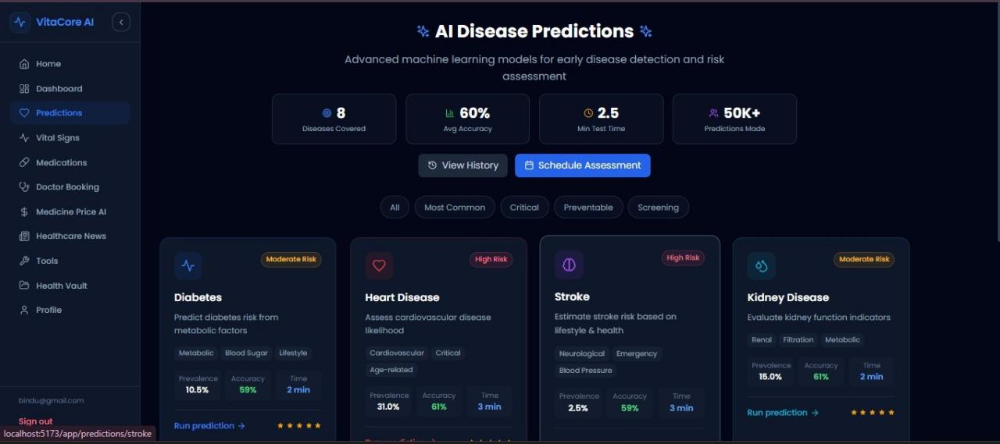 VitaCore AI
Home
Dashboard
Predictions
Vital Signs
Medications
Doctor Booking
Medicine Price AI
Healthcare News
Tools
Health Vault
Profile
bindu@gmail.com
Sign out
localhost:5173/app/predictions/stroke
AI Disease Predictions
Advanced machine learning models for early disease detection and risk
assessment
8
Diseases Covered
60%
Avg Accuracy
2.5
Min Test Time
50K+
Predictions Made
View History
Schedule Assessment
All
Most Common
Critical
Preventable
Screening
Moderate Risk
Diabetes
Predict diabetes risk from
metabolic factors
Metabolic Blood Sugar Lifestyle
Prevalence Accuracy Time
10.5% 59% 2 min
Run prediction →
High Risk
Heart Disease
Assess cardiovascular disease
likelihood
Cardiovascular Critical
Age-related
Prevalence Accuracy Time
31.0% 61% 3 min
High Risk
Stroke
Estimate stroke risk based on
lifestyle & health
Neurological Emergency
Blood Pressure
Prevalence Accuracy Time
2.5% 59% 3 min
Moderate Risk
Kidney Disease
Evaluate kidney function indicators
Renal Filtration Metabolic
Prevalence Accuracy Time
15.0% 61% 2 min
Run prediction →